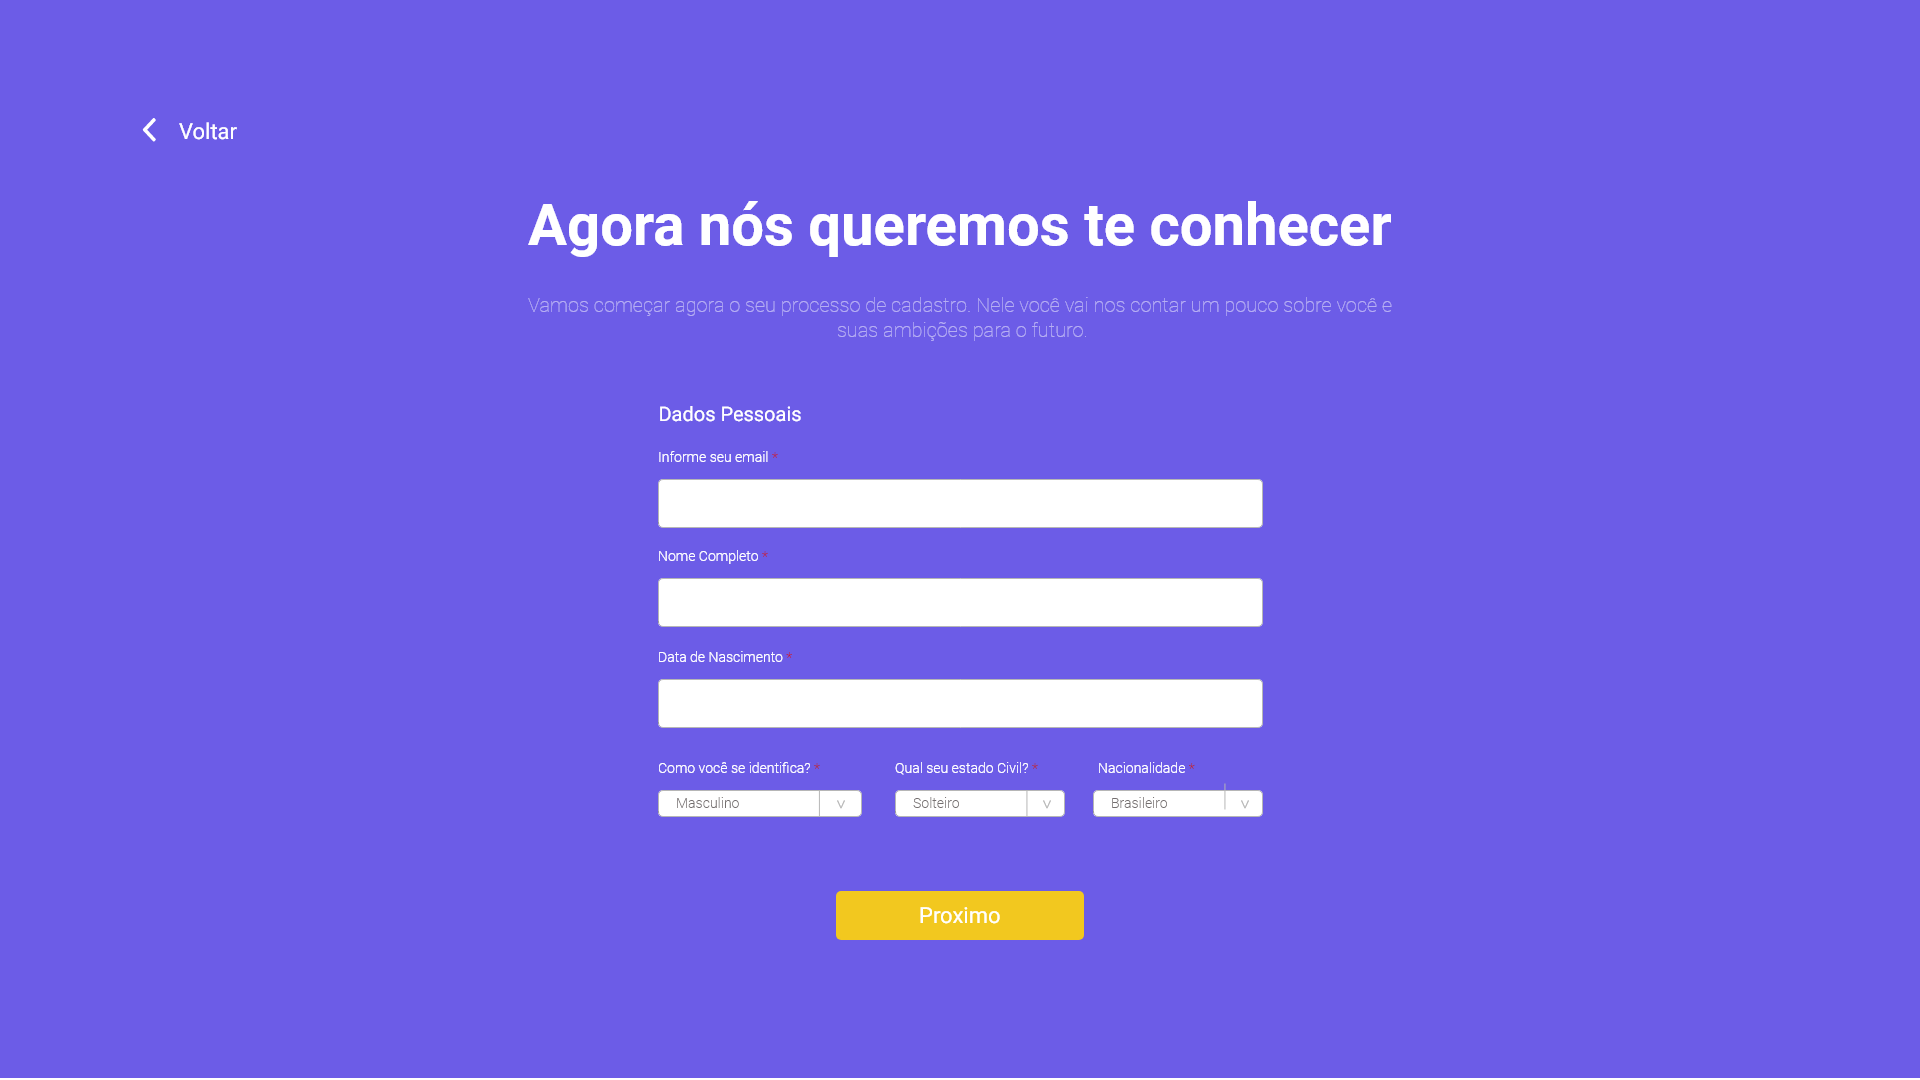 Voltar
Agora nós queremos te conhecer
Vamos começar agora o seu processo de cadastro. Nele você vai nos contar um pouco sobre você e
suas ambições para o futuro.
Dados Pessoais
Informe seu email *
Nome Completo *
Data de Nascimento *
Como você se identifica? * Qual seu estado Civil? * Nacionalidade *
Masculino Solteiro Brasileiro
Proximo